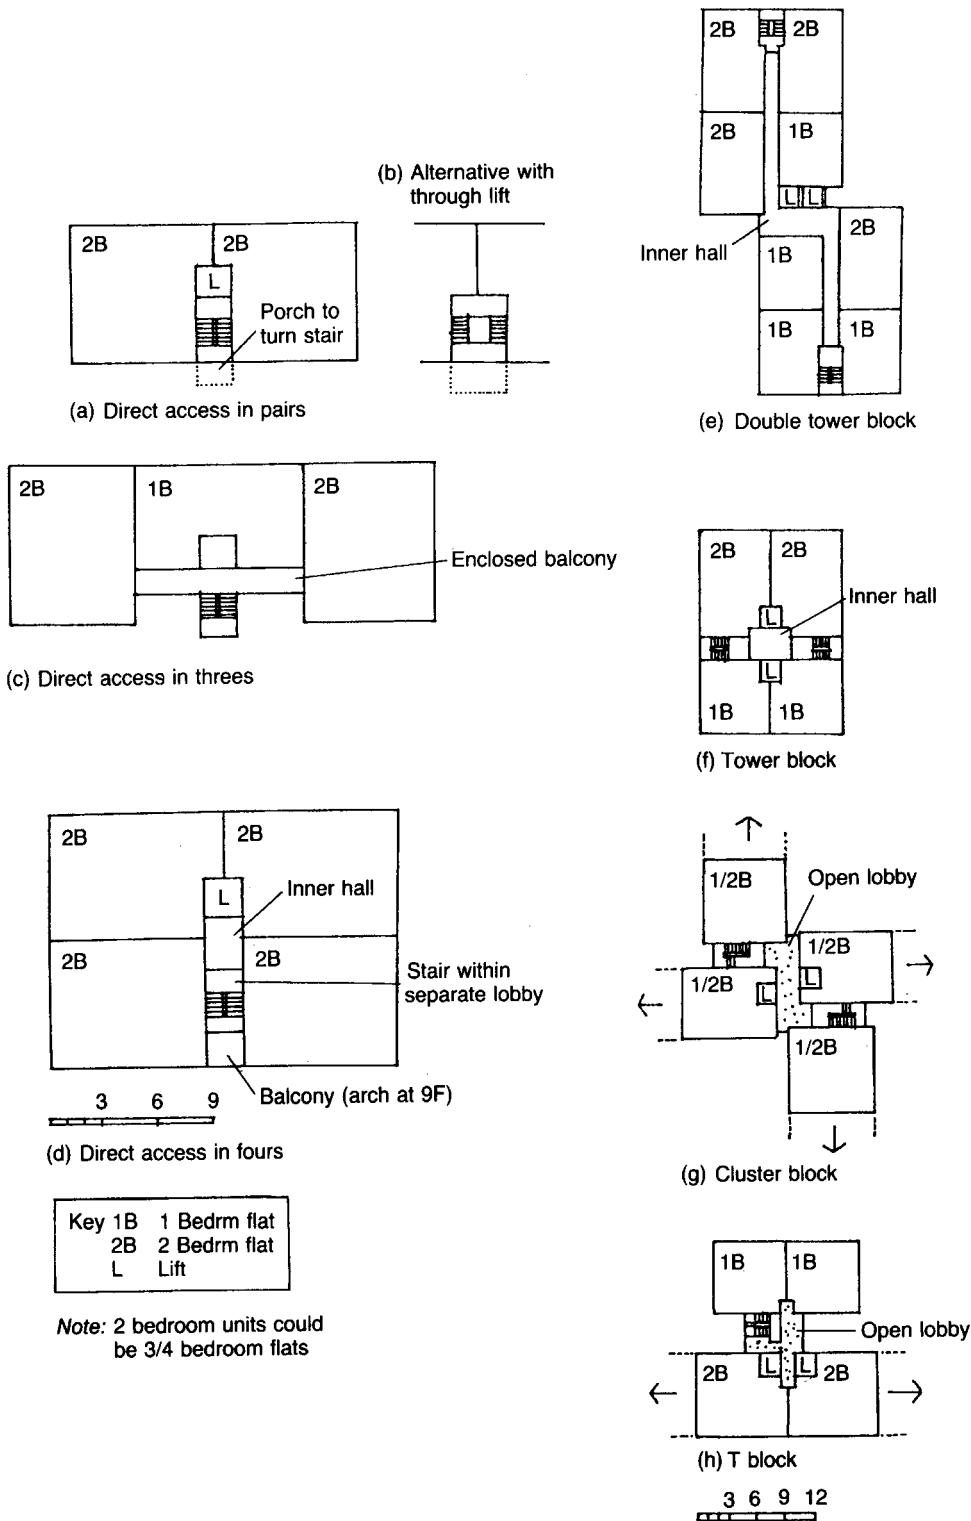 2B
2B
L
Porch to
turn stair
(a) Direct access in pairs
(b) Alternative with
through lift
2B
1B
2B
Enclosed balcony
(c) Direct access in threes
2B
2B
L
Inner hall
2B
2B
Stair within
separate lobby
Balcony (arch at 9F)
3 6 9
(d) Direct access in fours
Key 1B 1 Bedrm flat
2B 2 Bedrm flat
L Lift
Note: 2 bedroom units could
be 3/4 bedroom flats
2B
2B
2B
1B
L L
2B
Inner hall
1B
1B
1B
(e) Double tower block
2B
2B
L
Inner hall
L
1B
1B
(f) Tower block
1/2B
Open lobby
1/2B
L
1/2B
L
1/2B
(g) Cluster block
1B
1B
Open lobby
2B
L
L
2B
(h) T block
3 6 9 12